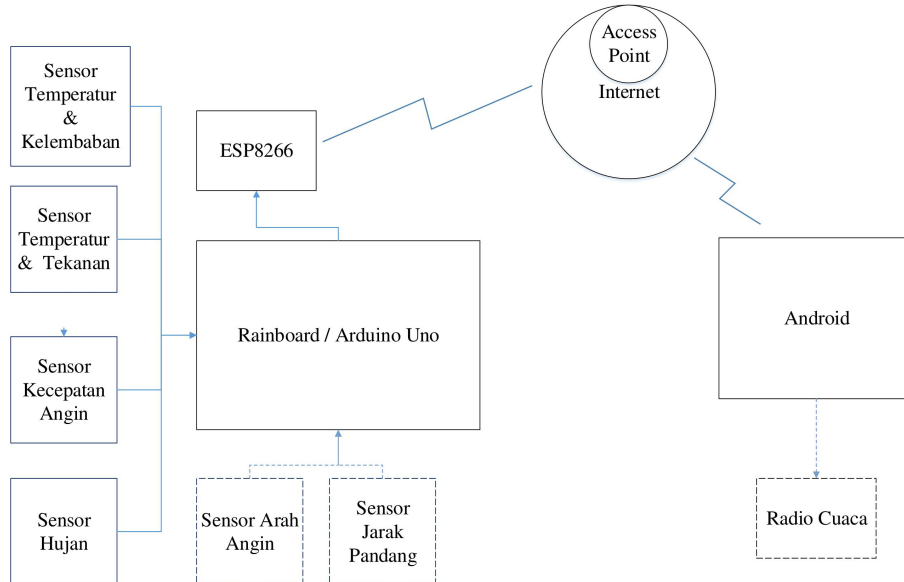 Access
Point
Internet
Sensor
Temperatur
&
Kelembaban
ESP8266
Sensor
Temperatur
& Tekanan
Rainboard / Arduino Uno
Android
Sensor
Kecepatan
Angin
Sensor
Hujan
Sensor Arah
Angin
Sensor
Jarak
Pandang
Radio Cuaca